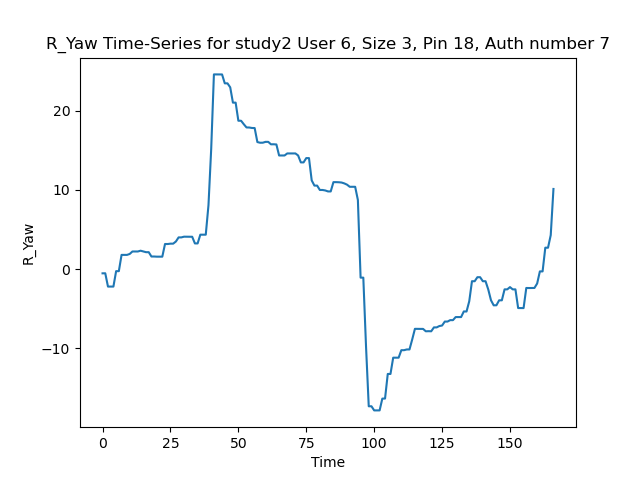 R_Yaw Time-Series for study2 User 6, Size 3, Pin 18, Auth number 7
R_Yaw
20
10
0
−10
0 25 50 75 100 125 150
Time